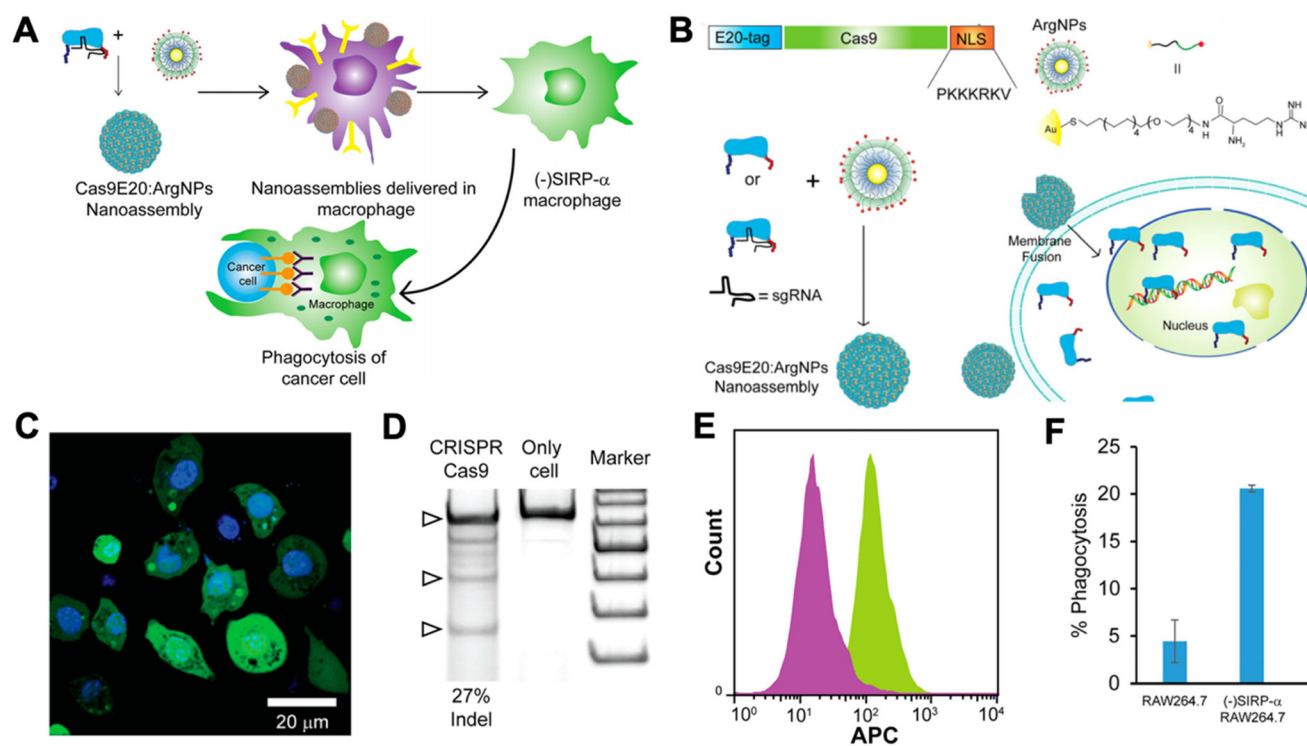 A
+
Cas9E20:ArgNPs
Nanoassembly
Nanoassemblies delivered in
macrophage
(-)SIRP-α
macrophage
Cancer
cell
Macrophage
Phagocytosis of
cancer cell
B
E20-tag
Cas9
NLS
PKKKRKV
ArgNPs
=
Au
S
4
O
4
N
H
O
NH₂
N
H
NH
or
+
= sgRNA
Cas9E20:ArgNPs
Nanoassembly
Membrane
Fusion
Nucleus
C
20 μm
D
CRISPR
Cas9
Only
cell
Marker
27%
Indel
E
Count
0
10⁰
10¹
10²
10³
10⁴
APC
F
% Phagocytosis
25
20
15
10
5
0
RAW264.7
(-)SIRP-α
RAW264.7